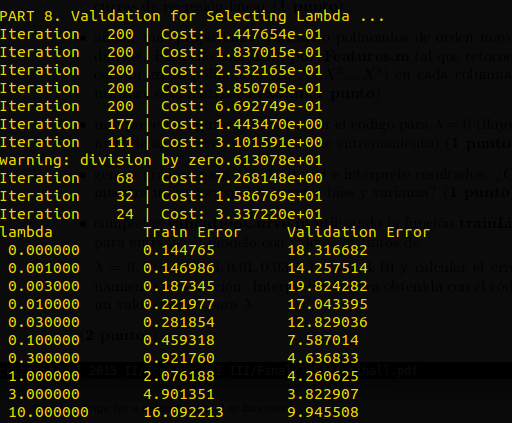 PART 8. Validation for Selecting Lambda ...
Iteration   200 | Cost: 1.447654e-01
Iteration   200 | Cost: 1.837015e-01
Iteration   200 | Cost: 2.532165e-01
Iteration   200 | Cost: 3.850705e-01
Iteration   200 | Cost: 6.692749e-01
Iteration   177 | Cost: 1.443470e+00
Iteration   111 | Cost: 3.101591e+00
warning: division by zero.613078e+01
Iteration    68 | Cost: 7.268148e+00
Iteration    32 | Cost: 1.586769e+01
Iteration    24 | Cost: 3.337220e+01
lambda Train Error Validation Error
0.000000 0.144765 18.316682
0.001000 0.146986 14.257514
0.003000 0.187345 19.824282
0.010000 0.221977 17.043395
0.030000 0.281854 12.829036
0.100000 0.459318 7.587014
0.300000 0.921760 4.636833
1.000000 2.076188 4.260625
3.000000 4.901351 3.822907
10.000000 16.092213 9.945508